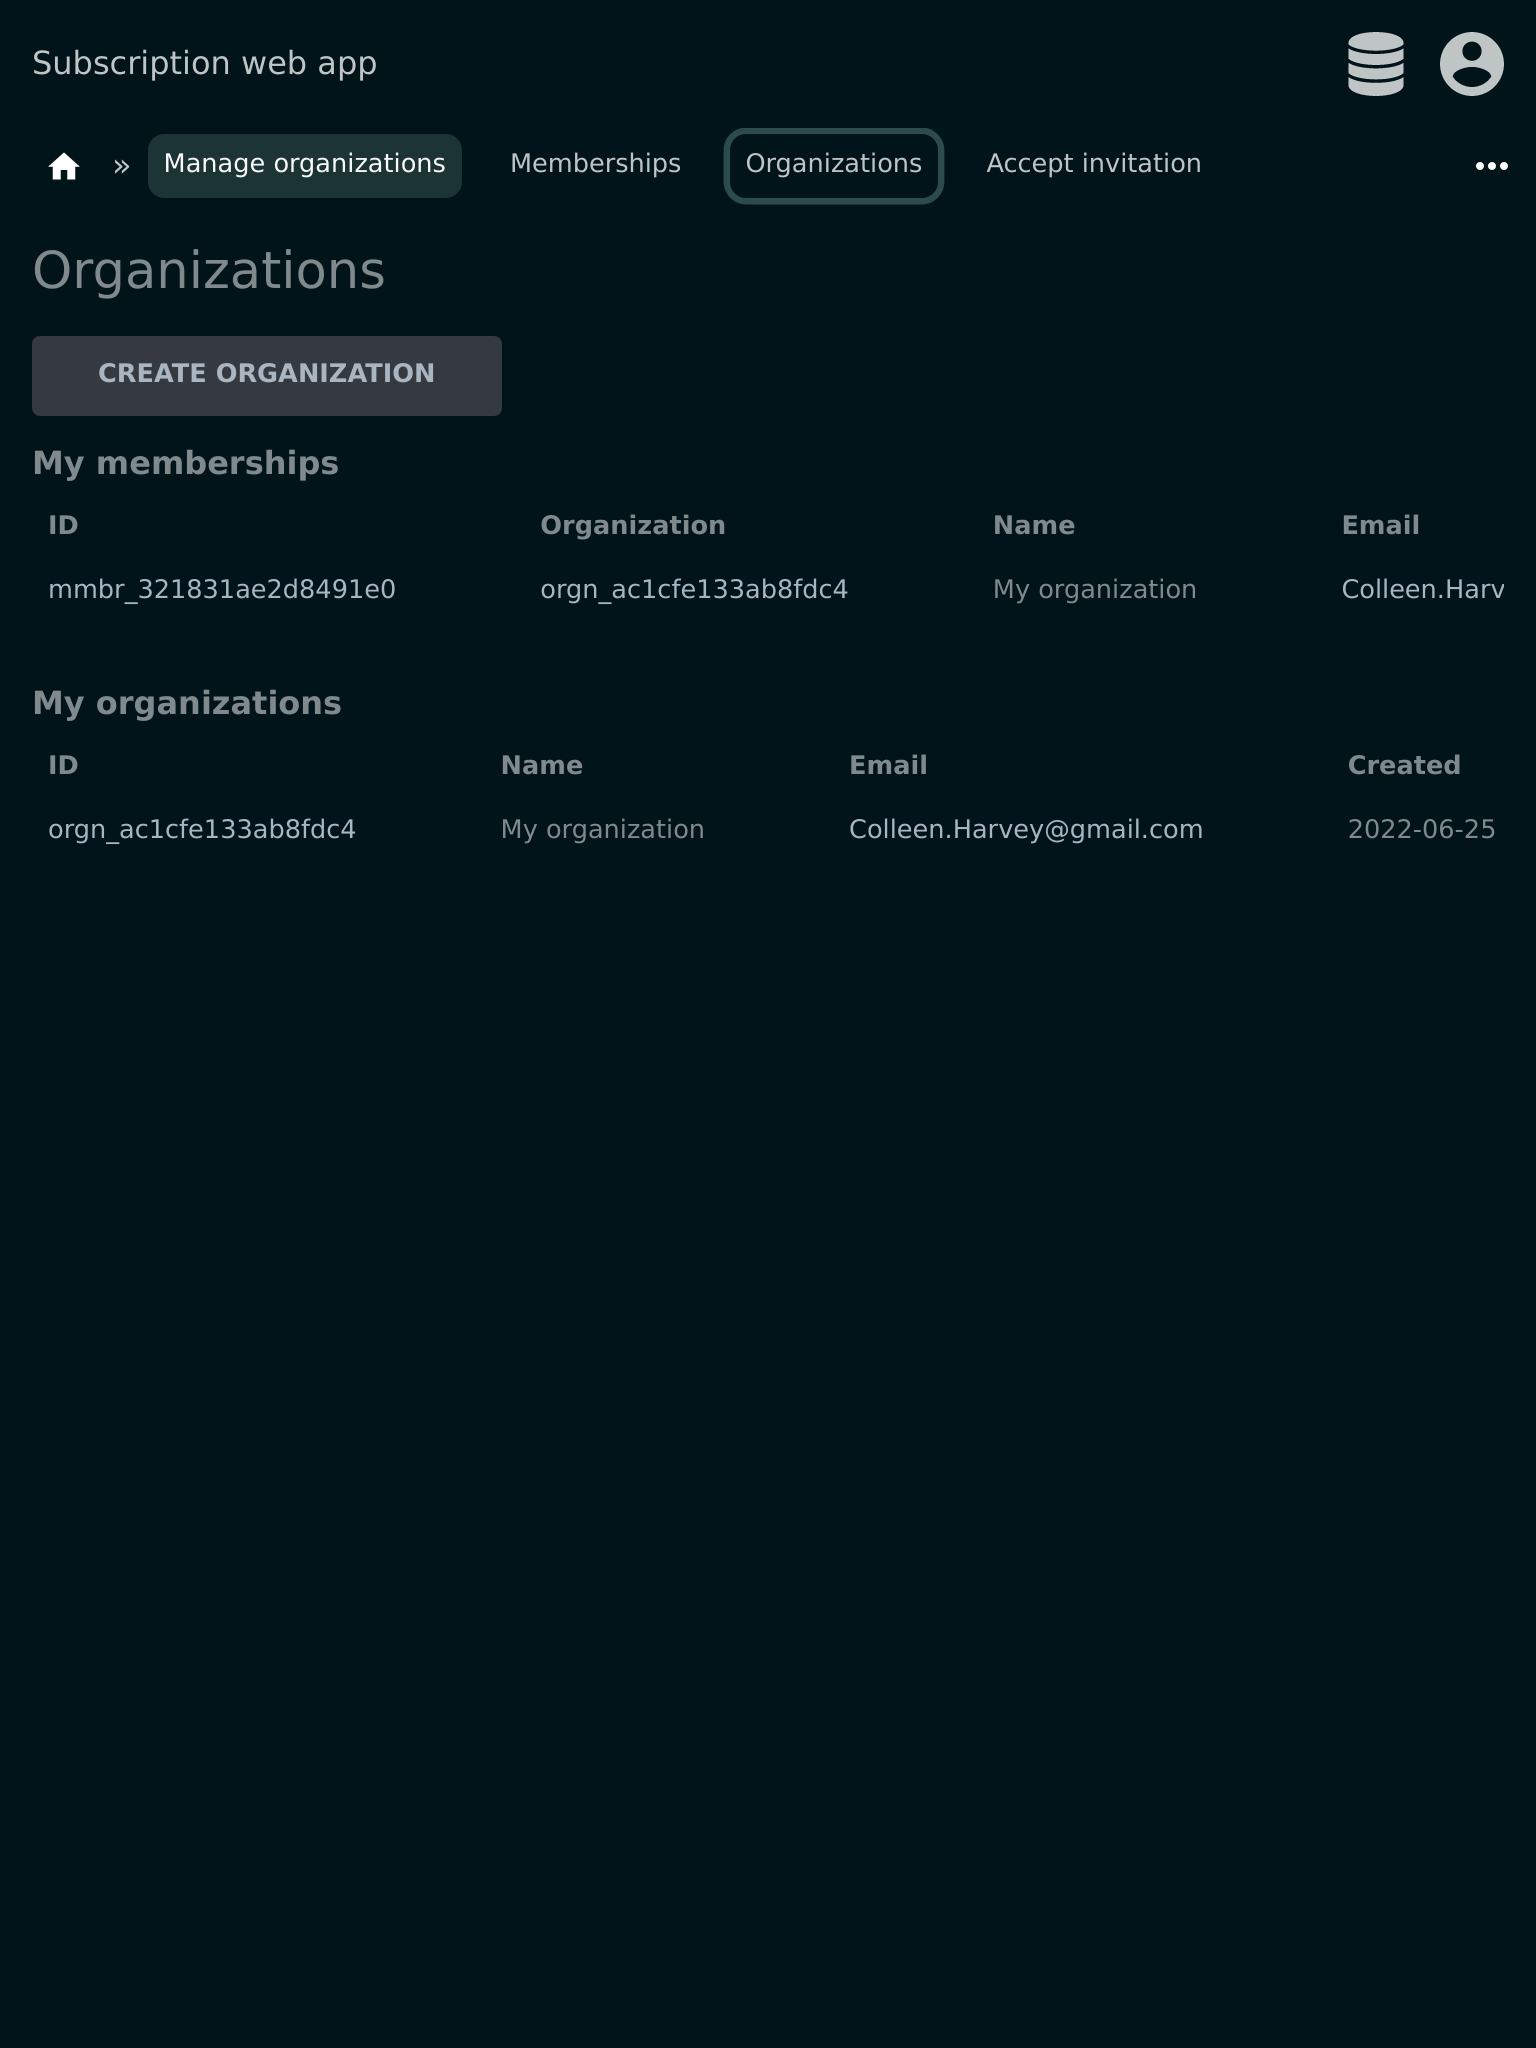 Subscription web app
» Manage organizations Memberships Organizations Accept invitation
Organizations
CREATE ORGANIZATION
My memberships
ID Organization Name Email
mmbr_321831ae2d8491e0 orgn_ac1cfe133ab8fdc4 My organization Colleen.Harv
My organizations
ID Name Email Created
orgn_ac1cfe133ab8fdc4 My organization Colleen.Harvey@gmail.com 2022-06-25